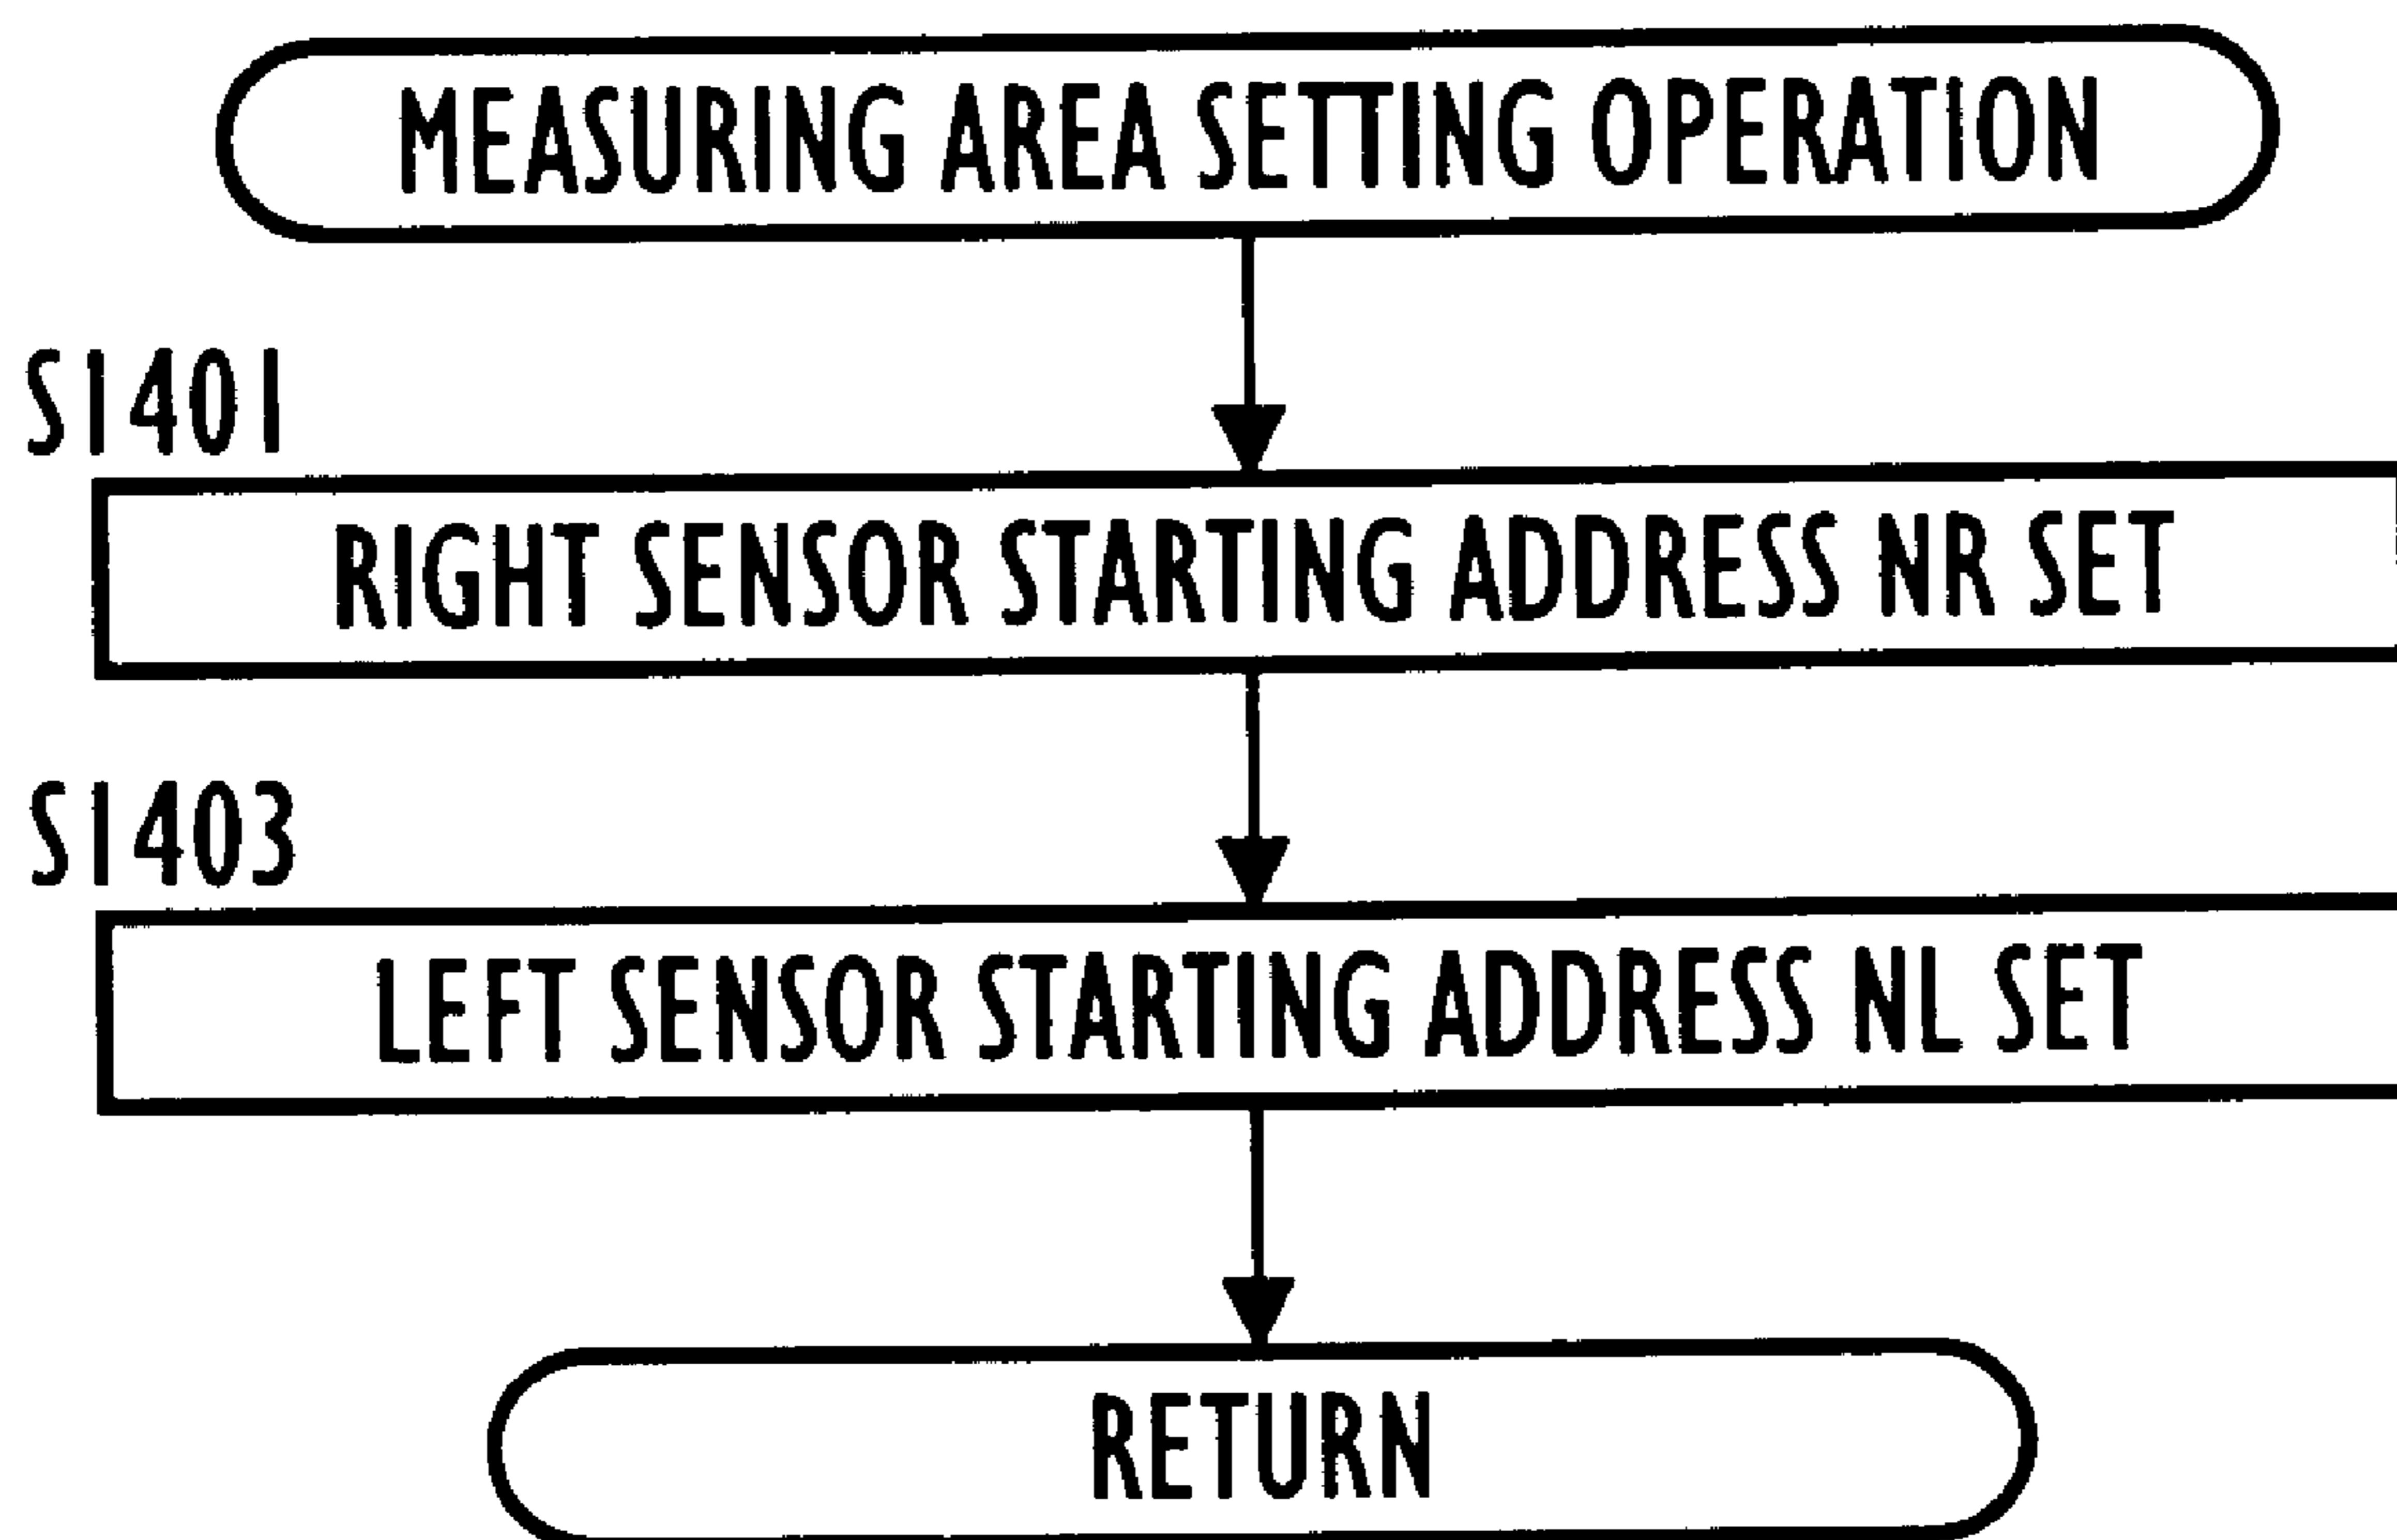 MEASURING AREA SETTING OPERATION
S1401
RIGHT SENSOR STARTING ADDRESS NR SET
S1403
LEFT SENSOR STARTING ADDRESS NL SET
RETURN